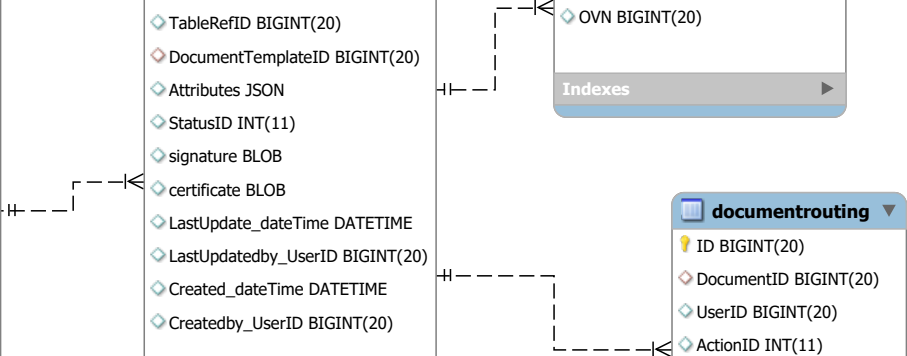 TableRefID BIGINT(20)
DocumentTemplateID BIGINT(20)
Attributes JSON
StatusID INT(11)
signature BLOB
certificate BLOB
LastUpdate_dateTime DATETIME
LastUpdatedby_UserID BIGINT(20)
Created_dateTime DATETIME
Createdby_UserID BIGINT(20)
OVN BIGINT(20)
Indexes
documentrouting
ID BIGINT(20)
DocumentID BIGINT(20)
UserID BIGINT(20)
ActionID INT(11)